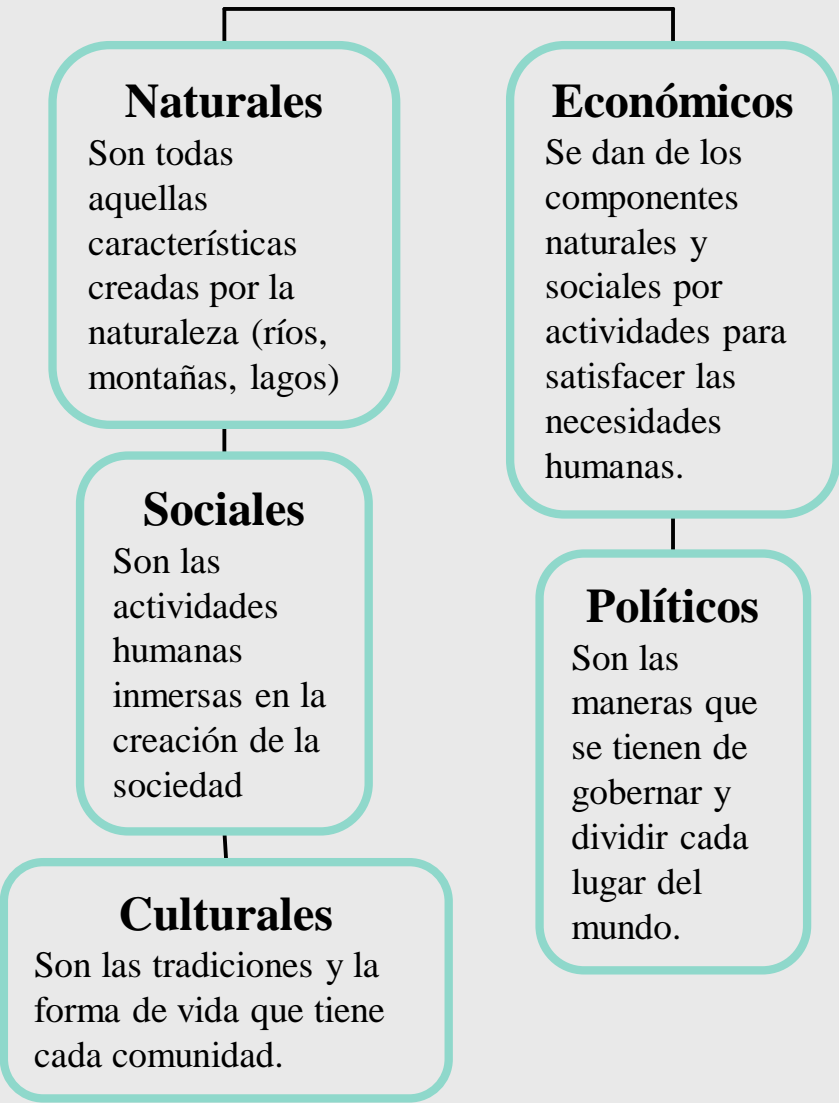 Naturales
Son todas
aquellas
características
creadas por la
naturaleza (ríos,
montañas, lagos)
Sociales
Son las
actividades
humanas
inmersas en la
creación de la
sociedad
Culturales
Son las tradiciones y la
forma de vida que tiene
cada comunidad.
Económicos
Se dan de los
componentes
naturales y
sociales por
actividades para
satisfacer las
necesidades
humanas.
Políticos
Son las
maneras que
se tienen de
gobernar y
dividir cada
lugar del
mundo.